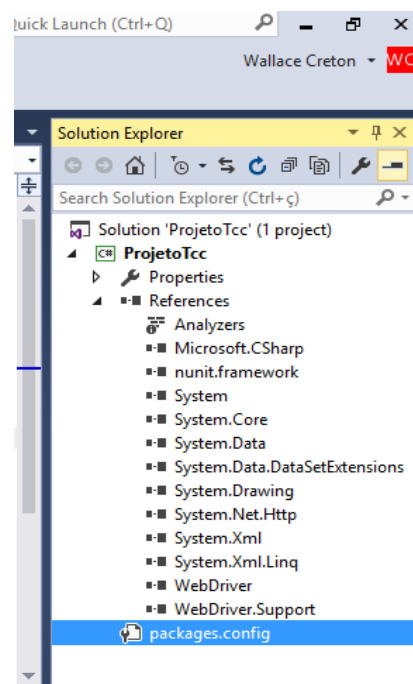 Quick Launch (Ctrl+Q)
Wallace Creton
WC
Solution Explorer
Search Solution Explorer (Ctrl+ç)
Solution 'ProjetoTcc' (1 project)
C# ProjetoTcc
Properties
References
Analyzers
Microsoft.CSharp
nunit.framework
System
System.Core
System.Data
System.Data.DataSetExtensions
System.Drawing
System.Net.Http
System.Xml
System.Xml.Linq
WebDriver
WebDriver.Support
packages.config